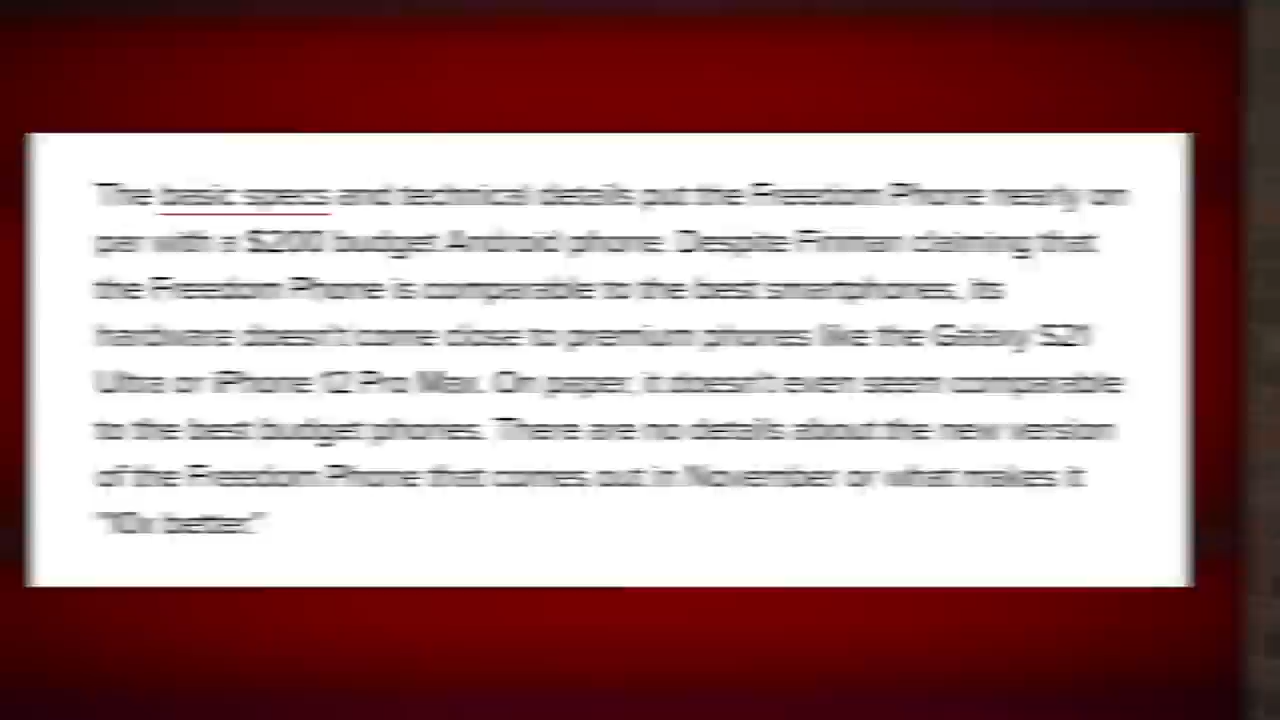 The basic specs and technical details put the Freedom Phone nearly on
par with a $200 budget Android phone. Despite Finman claiming that
the Freedom Phone is comparable to the best smartphones, its
hardware doesn't come close to premium phones like the Galaxy S21
Ultra or iPhone 12 Pro Max. On paper, it doesn't even seem comparable
to the best budget phones. There are no details about the new version
of the Freedom Phone that comes out in November or what makes it
"10x better."